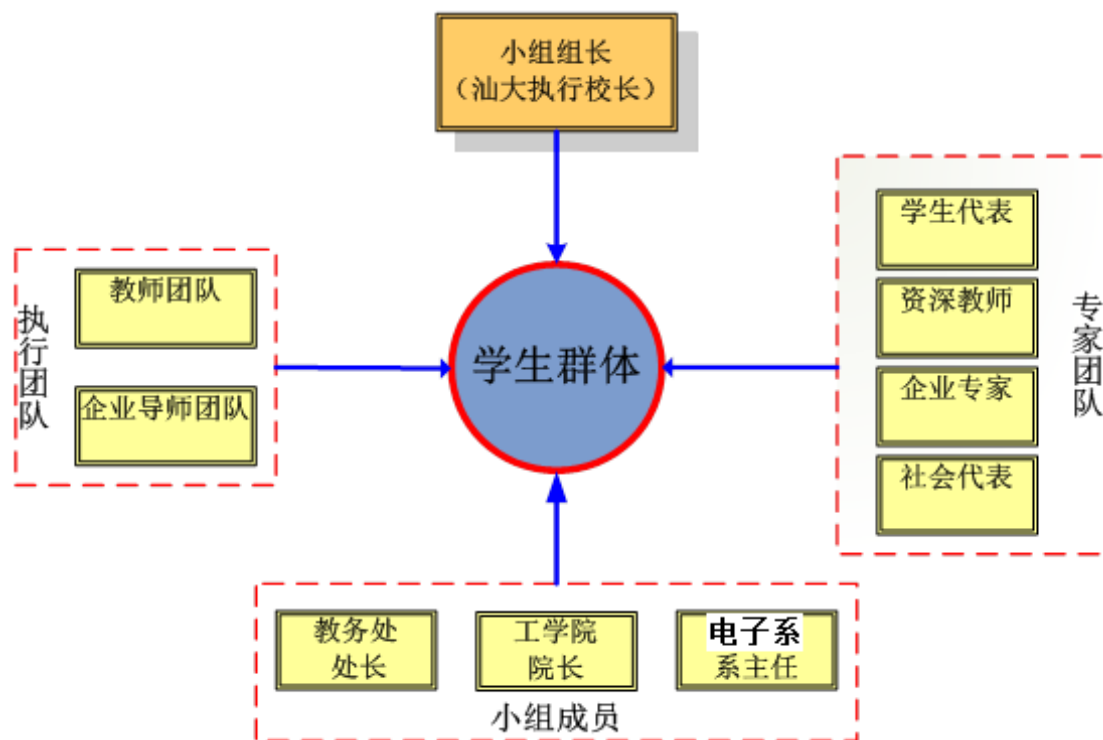 小组组长
（汕大执行校长）
执行团队
教师团队
企业导师团队
学生群体
学生代表
资深教师
企业专家
社会代表
专家团队
教务处
处长
工学院
院长
电子系
系主任
小组成员